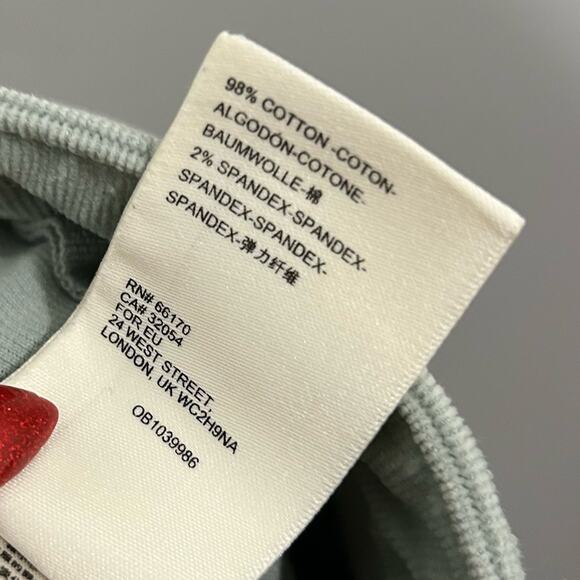 98% COTTON -COTON-
ALGODÓN-COTONE-
BAUMWOLLE-棉
2% SPANDEX-SPANDEX-
SPANDEX-SPANDEX-
SPANDEX-弹力纤维
RN# 66170
CA# 32054
FOR EU
24 WEST STREET,
LONDON, UK WC2H9NA
OB1039986